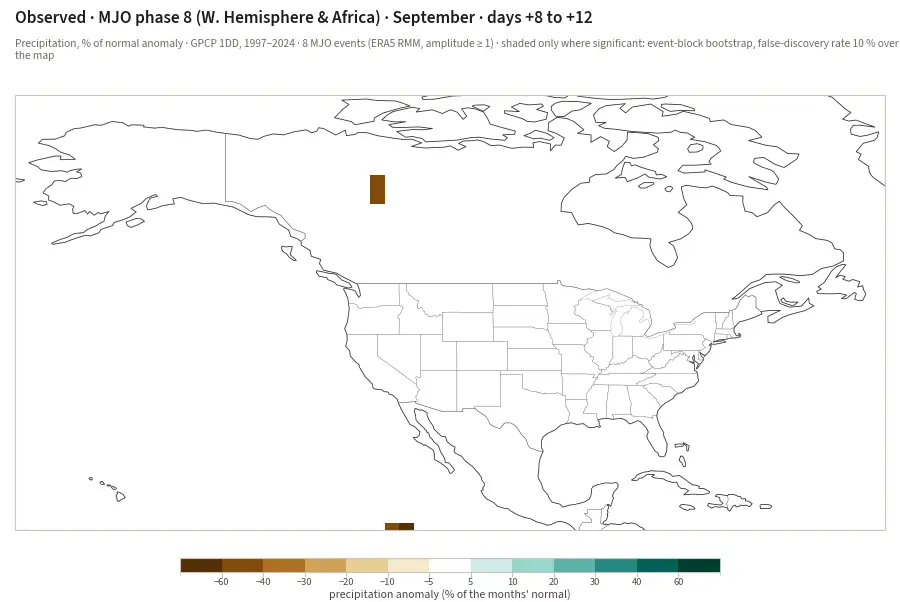 Observed · MJO phase 8 (W. Hemisphere & Africa) · September · days +8 to +12
Precipitation, % of normal anomaly · GPCP 1DD, 1997–2024 · 8 MJO events (ERA5 RMM, amplitude ≥ 1) · shaded only where significant: event-block bootstrap, false-discovery rate 10 % over
the map
−60 −40 −30 −20 −10 −5 5 10 20 30 40 60
precipitation anomaly (% of the months' normal)